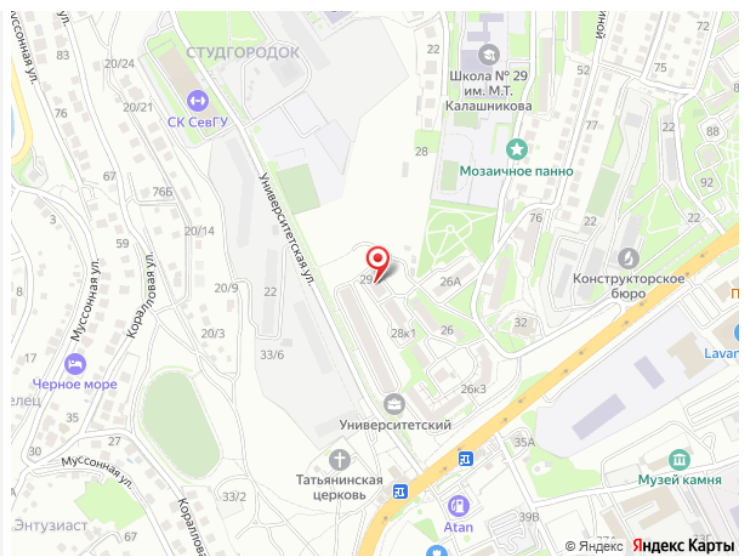 Муссонная ул.
76
83
20/24
20/21
67
76Б
59
20/14
8
20/9
22
20/3
33/6
35
30
27
33/2
Коралловая ул.
Муссонная ул.
Черное море
елец
Муссонная ул.
Энтузиаст
Кораллова
СТУДГОРОДОК
СК СевГУ
Университетская ул.
22
Школа № 29
им. М.Т.
Калашникова
28
Мозаичное панно
52
77
22
88
92
76
22
22
Конструкторское
бюро
29
26А
28к1
26
32
26к3
Университетский
Татьянинская
церковь
35А
Музей камня
Atan
39В
Lavan
П
67
© Яндекс Яндекс Карты